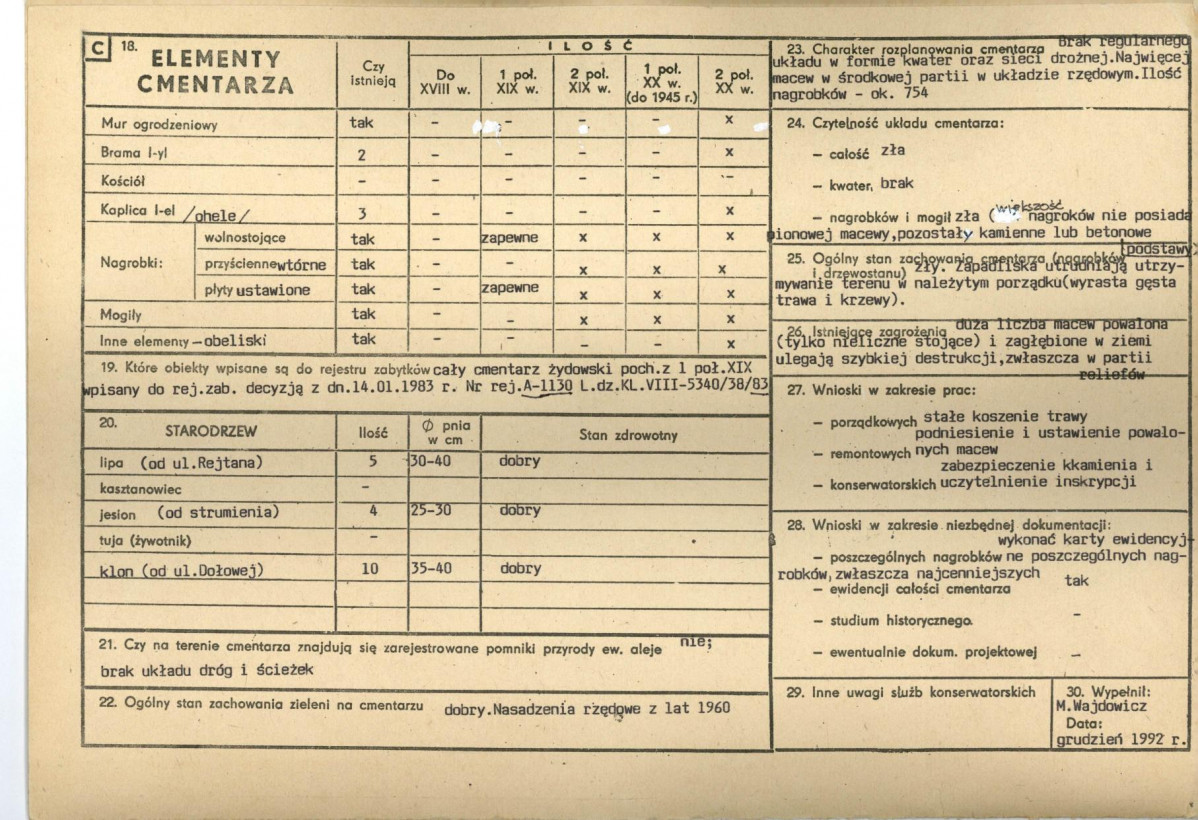 C 18. ELEMENTY CMENTARZA
Czy istnieją
I L O Ś Ć
Do XVIII w.
1 poł. XIX w.
2 poł. XIX w.
1 poł. XX w. (do 1945 r.)
2 poł. XX w.
Mur ogrodzeniowy tak – – – – x
Brama I-yl 2 – – – – x
Kościół – – – – – –
Kaplica I-el /ohele/ 3 – – – – x
Nagrobki:
wolnostojące tak – zapewne x x x
przyścienne wtórne tak – – x x x
płyty ustawione tak – zapewne x x x
Mogiły tak – – x x x
Inne elementy – obeliski tak – – – – x
19. Które obiekty wpisane są do rejestru zabytków cały cmentarz żydowski poch.z 1 poł.XIX
wpisany do rej.zab. decyzją z dn.14.01.1983 r. Nr rej.A-1130 L.dz.KL.VIII-5340/38/83
20. STARODRZEW Ilość Ø pnia w cm Stan zdrowotny
lipa (od ul.Rejtana) 5 30-40 dobry
kasztanowiec –
jesion (od strumienia) 4 25-30 dobry
tuja (żywotnik) –
klon (od ul.Dołowej) 10 35-40 dobry
21. Czy na terenie cmentarza znajdują się zarejestrowane pomniki przyrody ew. aleje nie;
brak układu dróg i ścieżek
22. Ogólny stan zachowania zieleni na cmentarzu dobry.Nasadzenia rzędowe z lat 1960
23. Charakter rozplanowania cmentarza Brak regularnego
układu w formie kwater oraz sieci drożnej.Najwięcej
macew w środkowej partii w układzie rzędowym.Ilość
nagrobków - ok. 754
24. Czytelność układu cmentarza:
– całość zła
– kwater, brak
– nagrobków i mogił zła (większość nagroków nie posiada
pionowej macewy,pozostały kamienne lub betonowe
podstawy)
25. Ogólny stan zachowania cmentarza (nagrobków
i drzewostanu) zły. Zapadliska utrudniają utrzy-
mywanie terenu w należytym porządku(wyrasta gęsta
trawa i krzewy).
26. Istniejące zagrożenia duża liczba macew powalona
(tylko nieliczne stojące) i zagłębione w ziemi
ulegają szybkiej destrukcji,zwłaszcza w partii
reliefów
27. Wnioski w zakresie prac:
– porządkowych stałe koszenie trawy
podniesienie i ustawienie powalo-
– remontowych nych macew
zabezpieczenie kkamienia i
– konserwatorskich uczytelnienie inskrypcji
28. Wnioski w zakresie niezbędnej dokumentacji:
wykonać karty ewidencyj-
– poszczególnych nagrobków ne poszczególnych nag-
robków,zwłaszcza najcenniejszych
– ewidencji całości cmentarza tak
– studium historycznego. –
– ewentualnie dokum. projektowej –
29. Inne uwagi służb konserwatorskich
30. Wypełnił:
M.Wajdowicz
Data:
grudzień 1992 r.